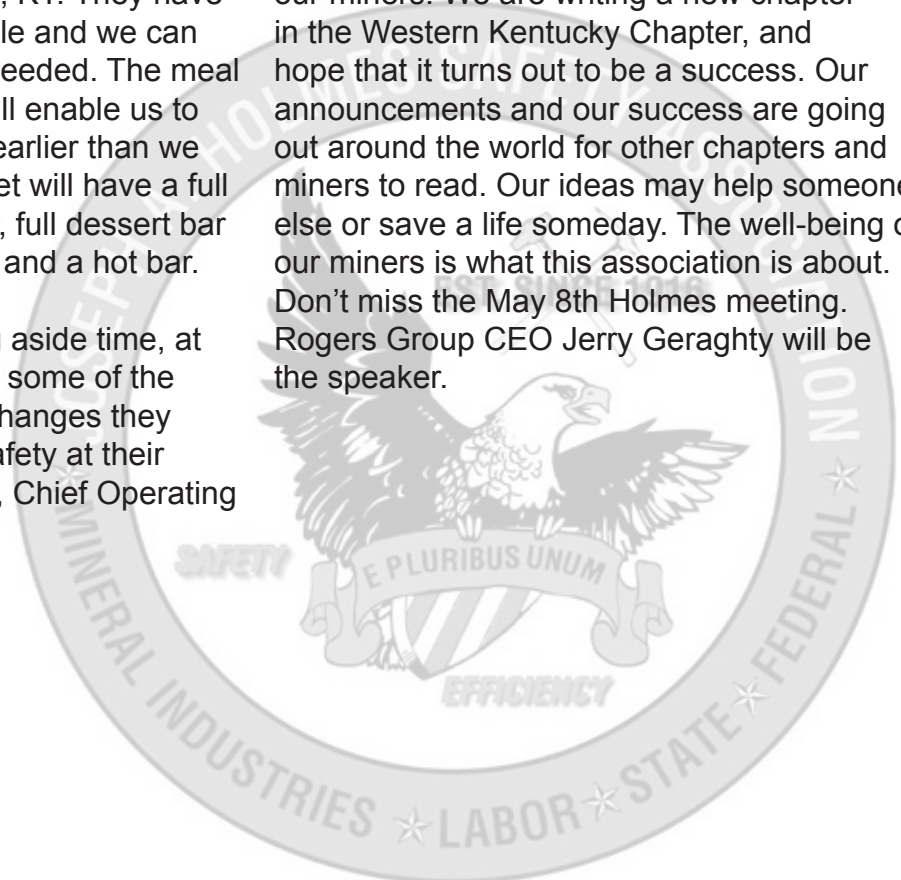 , KY. They have
le and we can
eeded. The meal
ll enable us to
earlier than we
et will have a full
, full dessert bar
and a hot bar.
g aside time, at
some of the
hanges they
afety at their
, Chief Operating
our miners. We are writing a new chapter
in the Western Kentucky Chapter, and
hope that it turns out to be a success. Our
announcements and our success are going
out around the world for other chapters and
miners to read. Our ideas may help someone
else or save a life someday. The well-being o
our miners is what this association is about.
Don’t miss the May 8th Holmes meeting.
Rogers Group CEO Jerry Geraghty will be
the speaker.
JOSEPH A. HOLMES SAFETY ASSOCIATION
EST. SINCE 1916
SAFETY
E PLURIBUS UNUM
EFFICIENCY
MINERAL INDUSTRIES ★ LABOR ★ STATE ★ FEDERAL ★